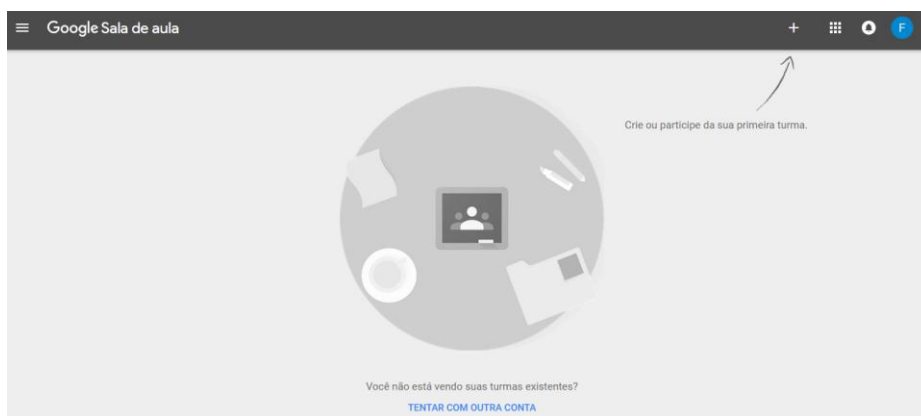 Google Sala de aula
F
Crie ou participe da sua primeira turma.
Você não está vendo suas turmas existentes?
TENTAR COM OUTRA CONTA